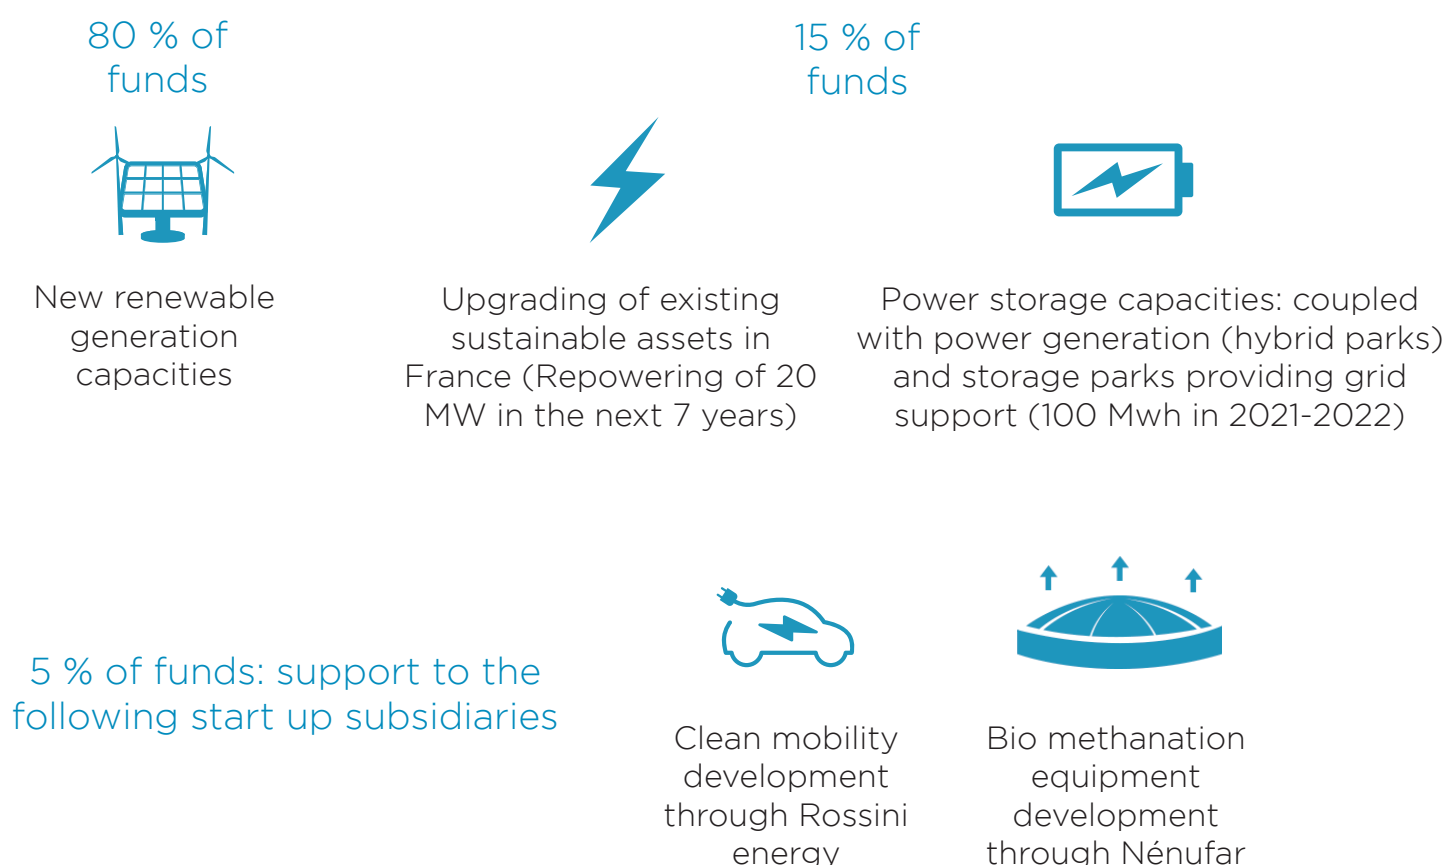 80 % of
funds
15 % of
funds
New renewable
generation
capacities
Upgrading of existing
sustainable assets in
France (Repowering of 20
MW in the next 7 years)
Power storage capacities: coupled
with power generation (hybrid parks)
and storage parks providing grid
support (100 Mwh in 2021-2022)
5 % of funds: support to the
following start up subsidiaries
Clean mobility
development
through Rossini
energy
Bio methanation
equipment
development
through Nénufar